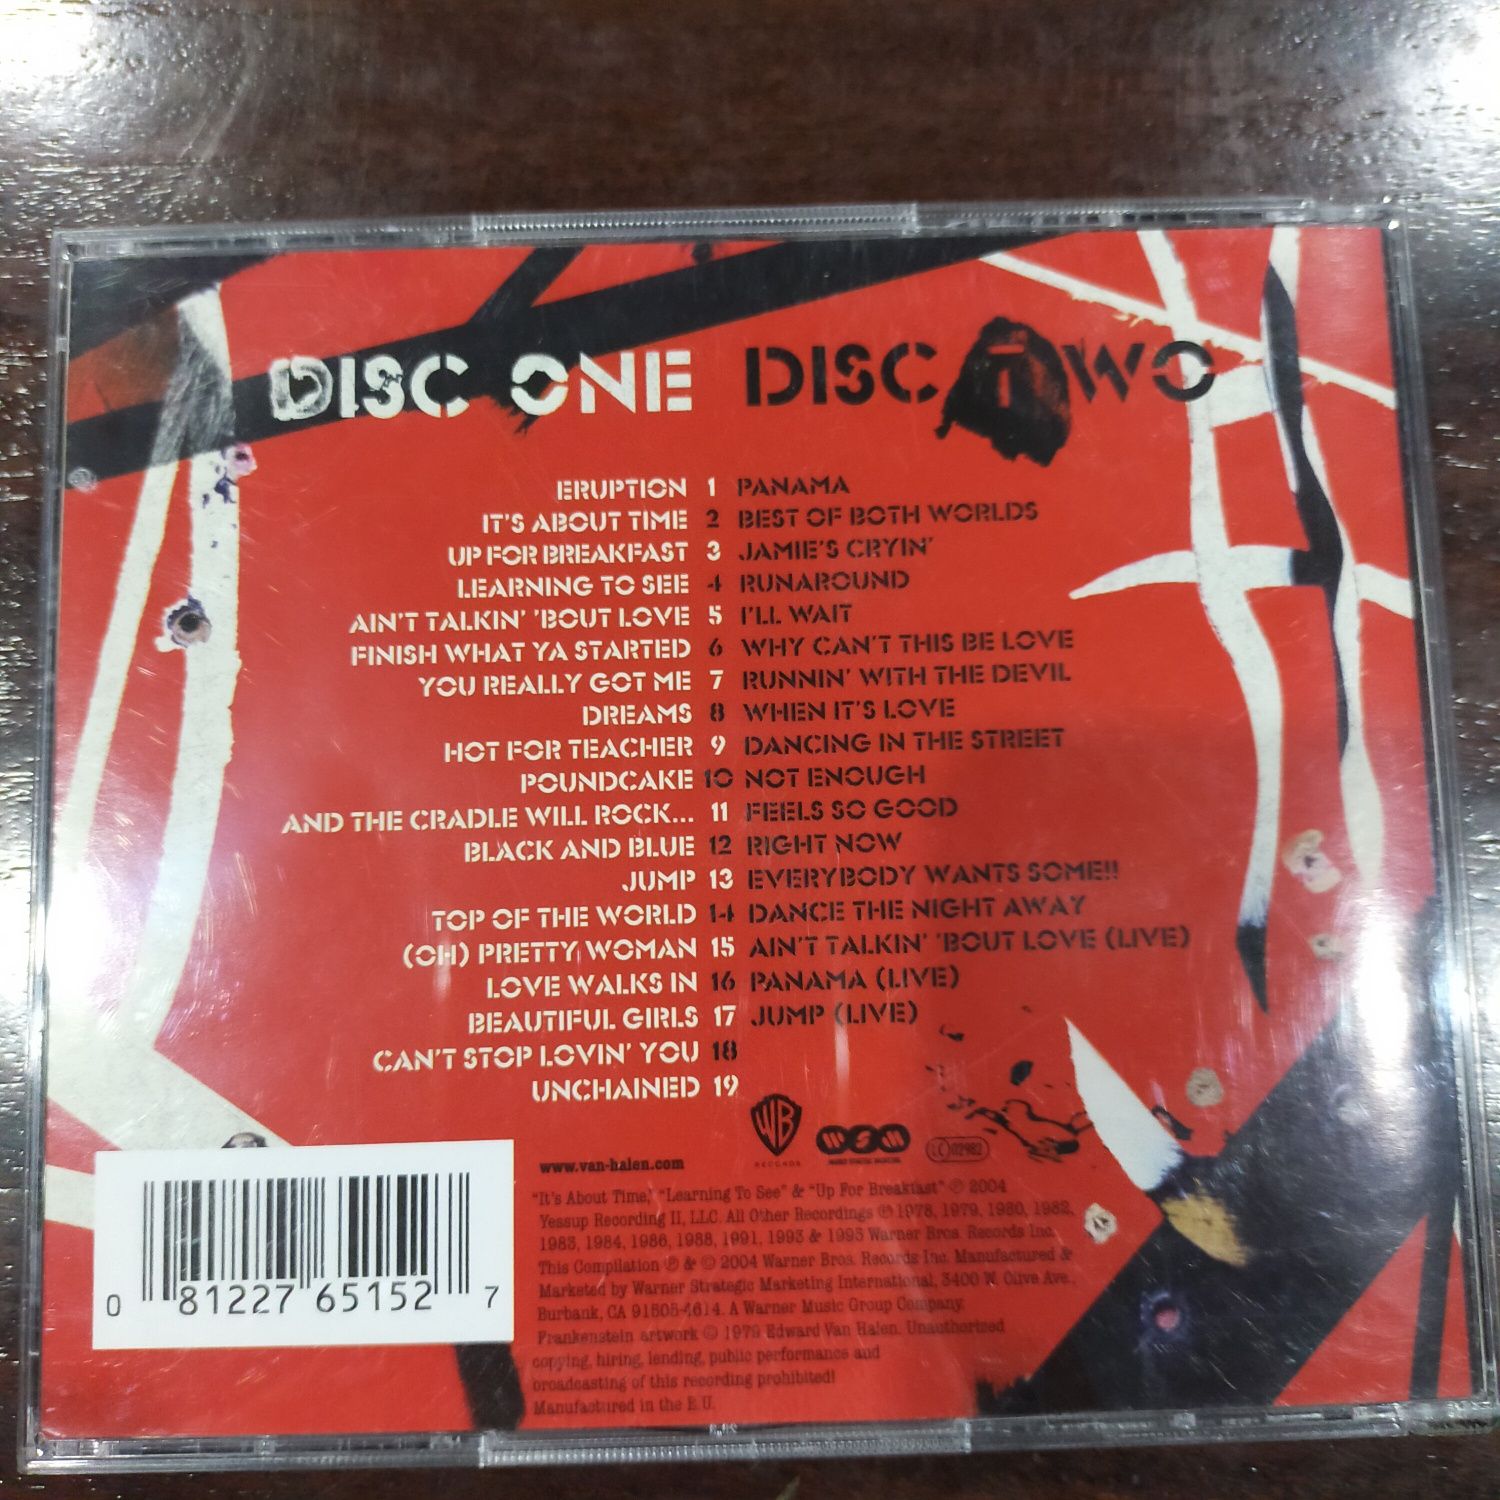 DISC ONE
ERUPTION 1
IT'S ABOUT TIME 2
UP FOR BREAKFAST 3
LEARNING TO SEE 4
AIN'T TALKIN' 'BOUT LOVE 5
FINISH WHAT YA STARTED 6
YOU REALLY GOT ME 7
DREAMS 8
HOT FOR TEACHER 9
POUNDCAKE 10
AND THE CRADLE WILL ROCK... 11
BLACK AND BLUE 12
JUMP 13
TOP OF THE WORLD 14
(OH) PRETTY WOMAN 15
LOVE WALKS IN 16
BEAUTIFUL GIRLS 17
CAN'T STOP LOVIN' YOU 18
UNCHAINED 19
DISC TWO
PANAMA
BEST OF BOTH WORLDS
JAMIE'S CRYIN'
RUNAROUND
I'LL WAIT
WHY CAN'T THIS BE LOVE
RUNNIN' WITH THE DEVIL
WHEN IT'S LOVE
DANCING IN THE STREET
NOT ENOUGH
FEELS SO GOOD
RIGHT NOW
EVERYBODY WANTS SOME!!
DANCE THE NIGHT AWAY
AIN'T TALKIN' 'BOUT LOVE (LIVE)
PANAMA (LIVE)
JUMP (LIVE)
WB
RECORDS
WSM
LC 02982
www.van-halen.com
"It's About Time," "Learning To See" & "Up For Breakfast" ℗ 2004
Yessup Recording II, LLC. All Other Recordings ℗ 1978, 1979, 1980, 1982,
1983, 1984, 1986, 1988, 1991, 1993 & 1995 Warner Bros. Records Inc.
This Compilation ℗ & © 2004 Warner Bros. Records Inc. Manufactured &
Marketed by Warner Strategic Marketing International, 3400 W. Olive Ave.,
Burbank, CA 91505-4614. A Warner Music Group Company.
Frankenstein artwork © 1979 Edward Van Halen. Unauthorized
copying, hiring, lending, public performance and
broadcasting of this recording prohibited!
Manufactured in the E.U.
0 81227 65152 7